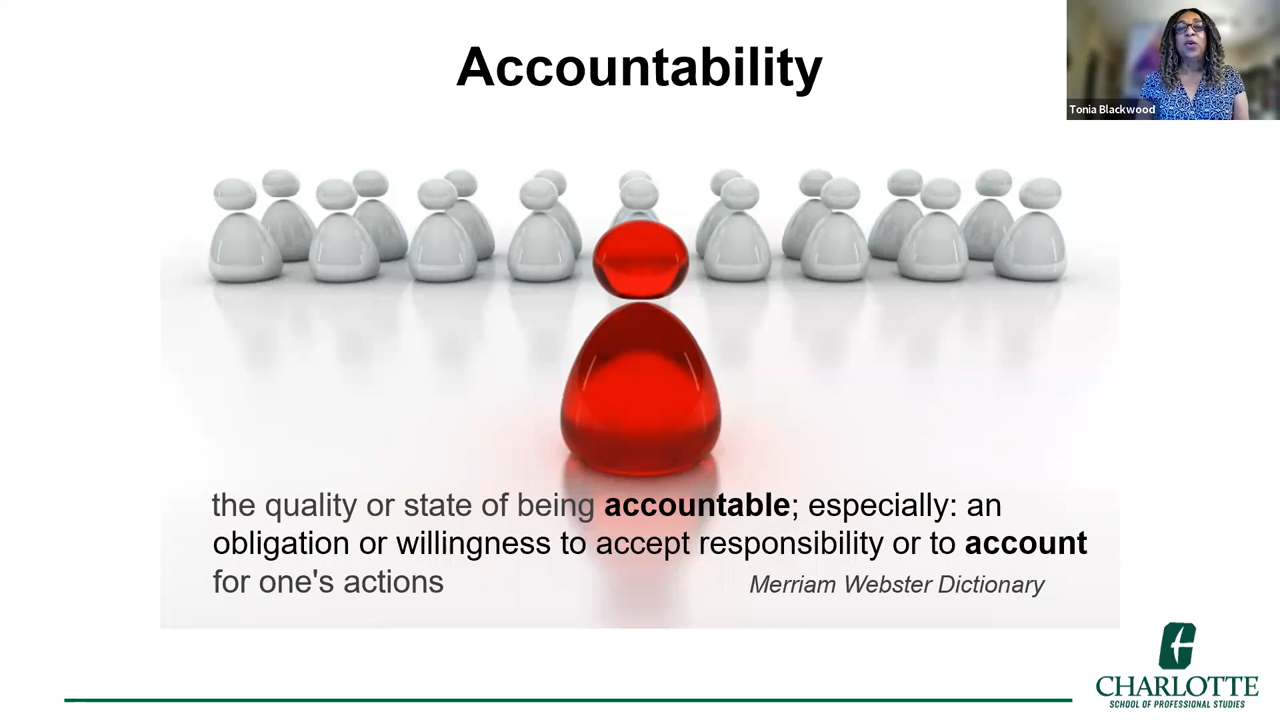 Accountability
Tonia Blackwood
the quality or state of being accountable; especially: an
obligation or willingness to accept responsibility or to account
for one's actions
Merriam Webster Dictionary
CHARLOTTE
SCHOOL OF PROFESSIONAL STUDIES